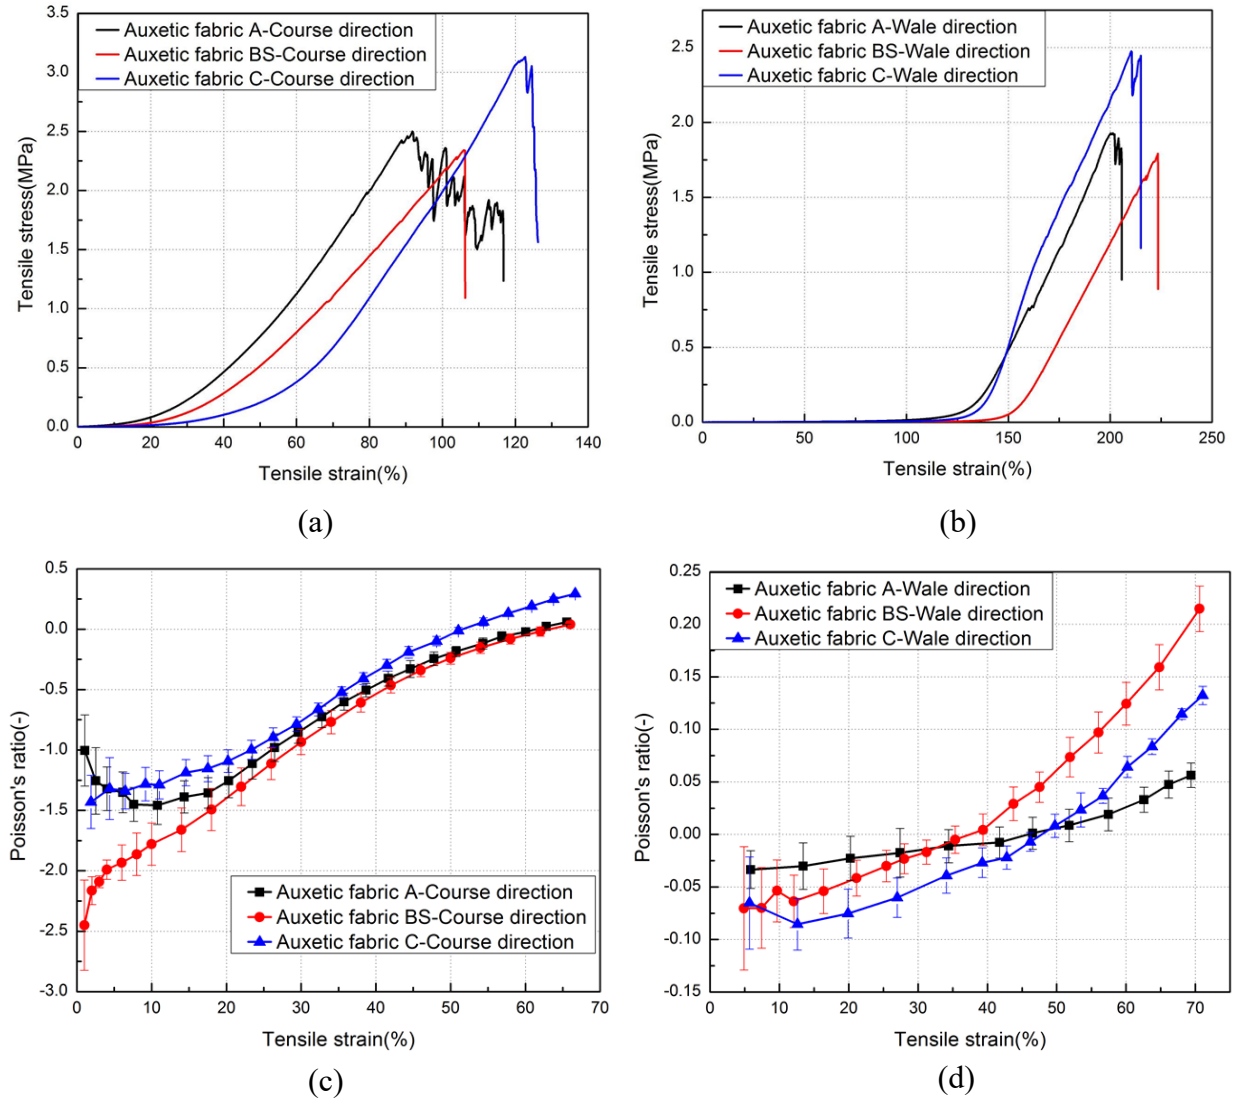 Auxetic fabric A-Course direction
Auxetic fabric BS-Course direction
Auxetic fabric C-Course direction
3.5
3.0
2.5
2.0
1.5
1.0
0.5
0.0
Tensile stress(MPa)
0 20 40 60 80 100 120 140
Tensile strain(%)
(a)
Auxetic fabric A-Wale direction
Auxetic fabric BS-Wale direction
Auxetic fabric C-Wale direction
2.5
2.0
1.5
1.0
0.5
0.0
Tensile stress(MPa)
0 50 100 150 200 250
Tensile strain(%)
(b)
0.5
0.0
-0.5
-1.0
-1.5
-2.0
-2.5
-3.0
Poisson's ratio(-)
Auxetic fabric A-Course direction
Auxetic fabric BS-Course direction
Auxetic fabric C-Course direction
0 10 20 30 40 50 60 70
Tensile strain(%)
(c)
Auxetic fabric A-Wale direction
Auxetic fabric BS-Wale direction
Auxetic fabric C-Wale direction
0.25
0.20
0.15
0.10
0.05
0.00
-0.05
-0.10
-0.15
Poisson's ratio(-)
0 10 20 30 40 50 60 70
Tensile strain(%)
(d)